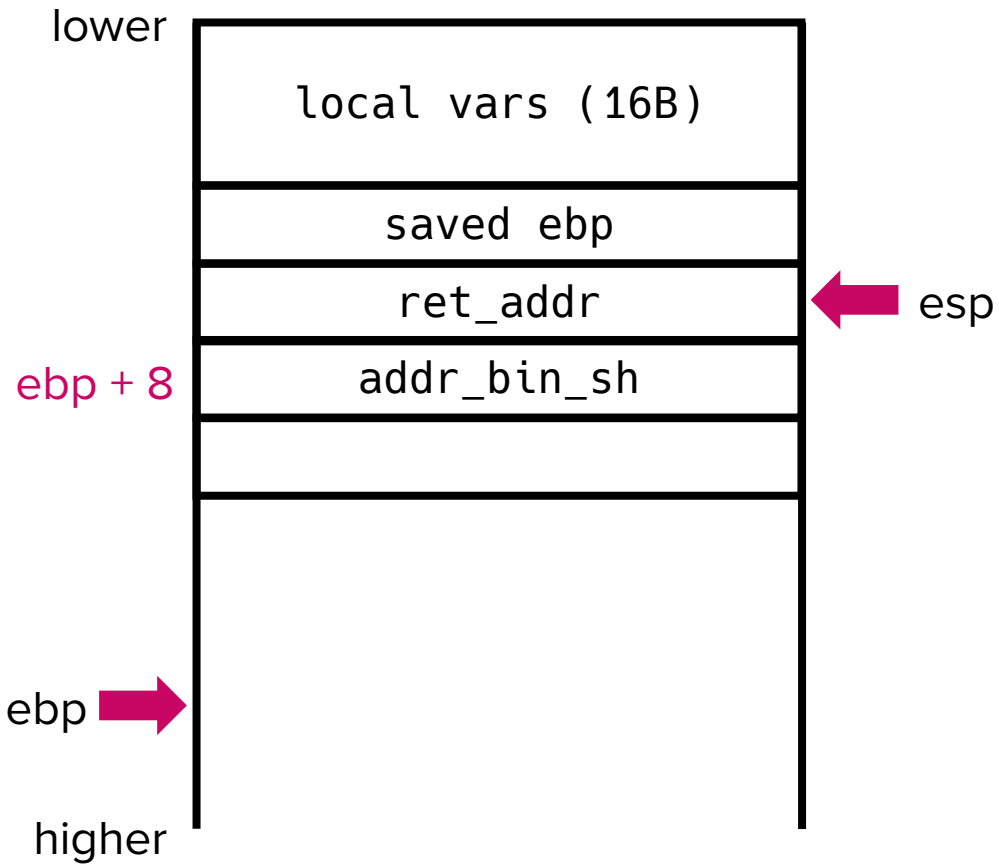 lower
local vars (16B)
saved ebp
ret_addr
esp
ebp + 8
addr_bin_sh
ebp
higher